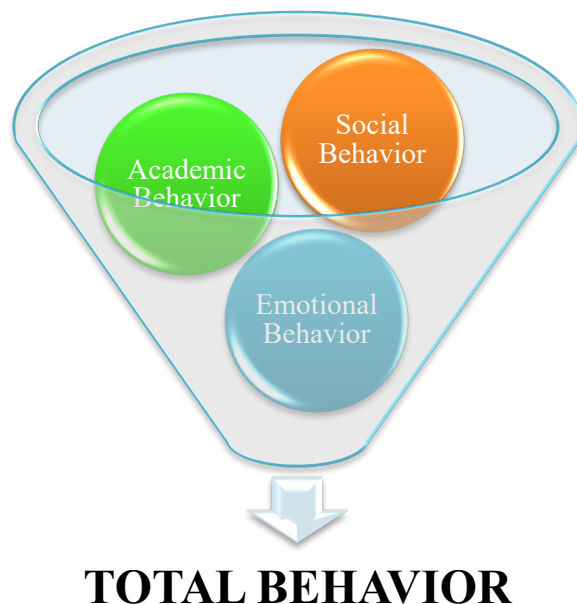 Social
Behavior
Academic
Behavior
Emotional
Behavior
TOTAL BEHAVIOR